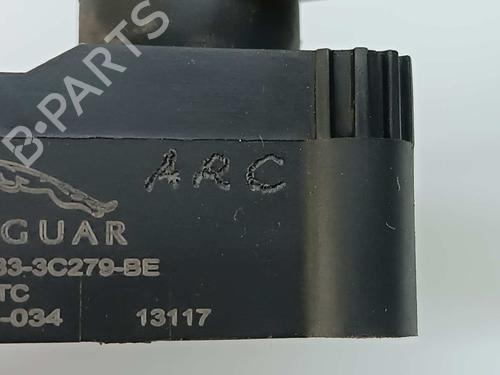 ARC
GUAR
33-3C279-BE
TC
-034 13117
B-PARTS